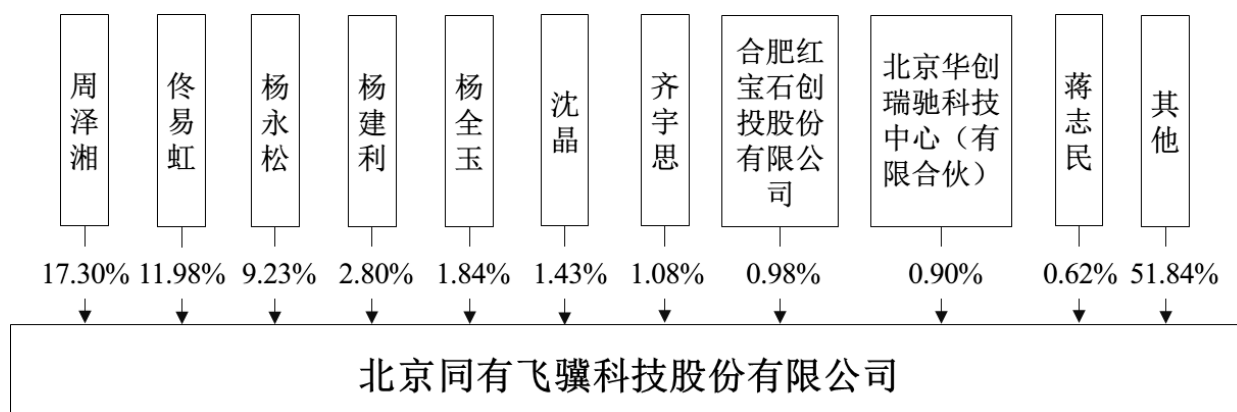 周泽湘
佟易虹
杨永松
杨建利
杨全玉
沈晶
齐宇思
合肥红
宝石创
投股份
有限公
司
北京华创
瑞驰科技
中心（有
限合伙）
蒋志民
其他
17.30%
11.98%
9.23%
2.80%
1.84%
1.43%
1.08%
0.98%
0.90%
0.62%
51.84%
北京同有飞骥科技股份有限公司